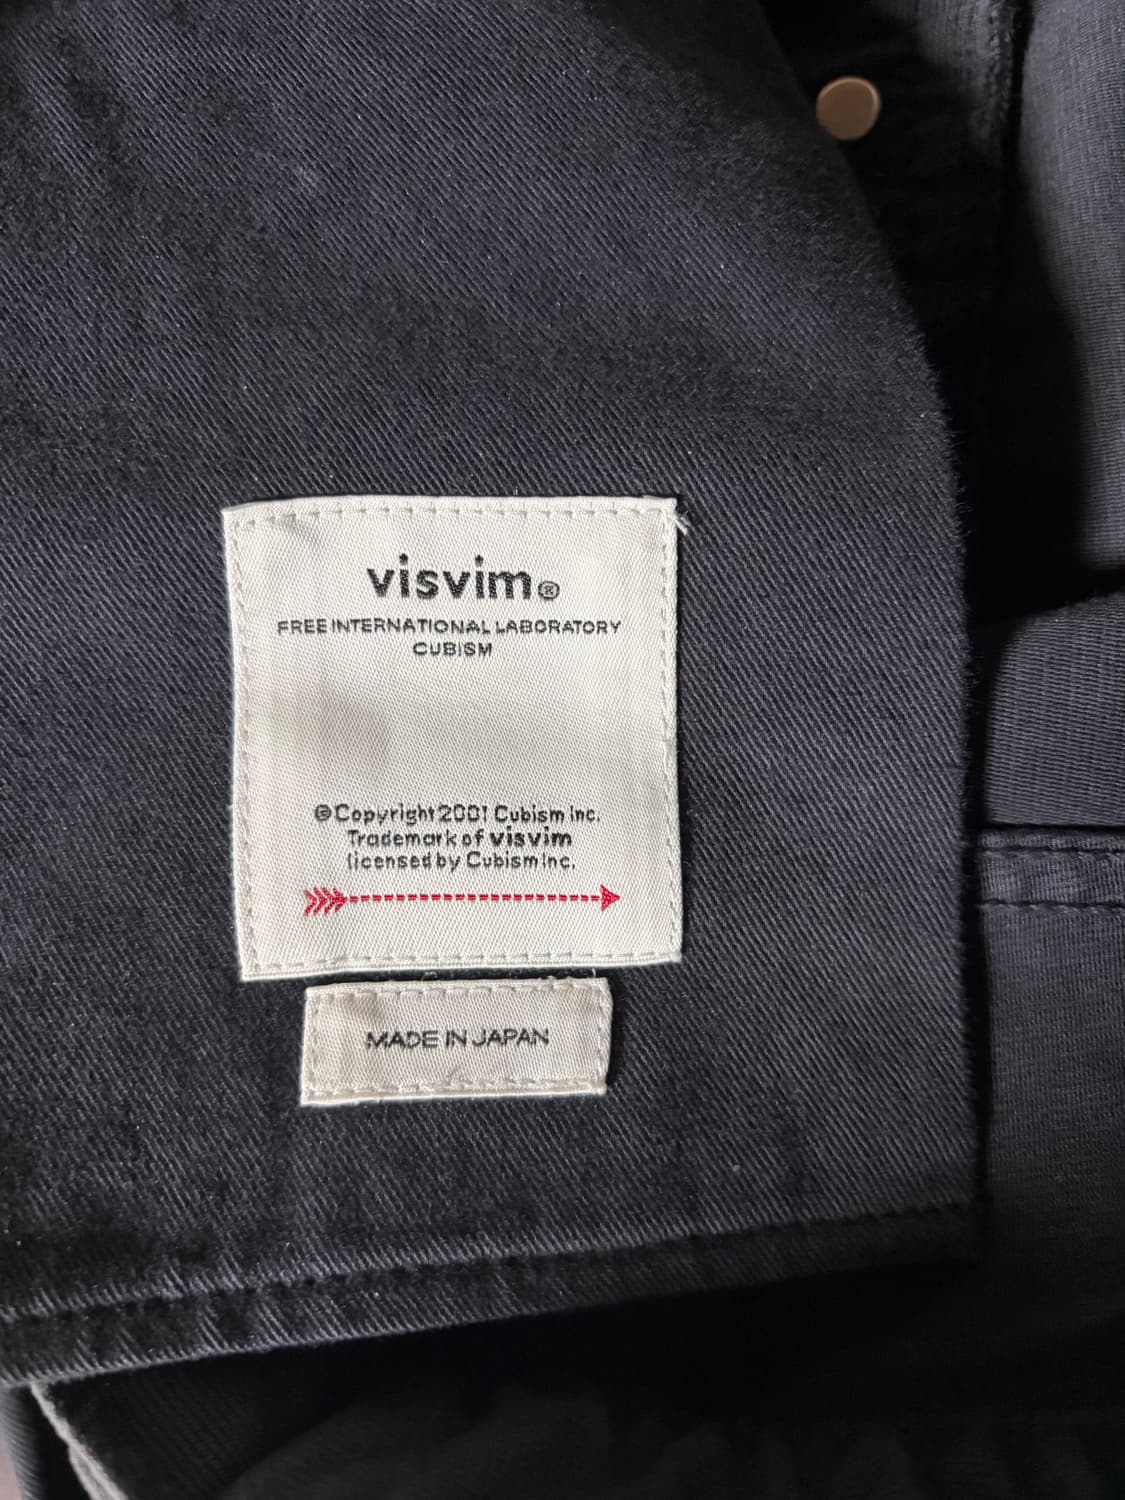 visvim®
FREE INTERNATIONAL LABORATORY
CUBISM
©Copyright 2001 Cubism Inc.
Trademark of visvim
licensed by Cubism Inc.
MADE IN JAPAN